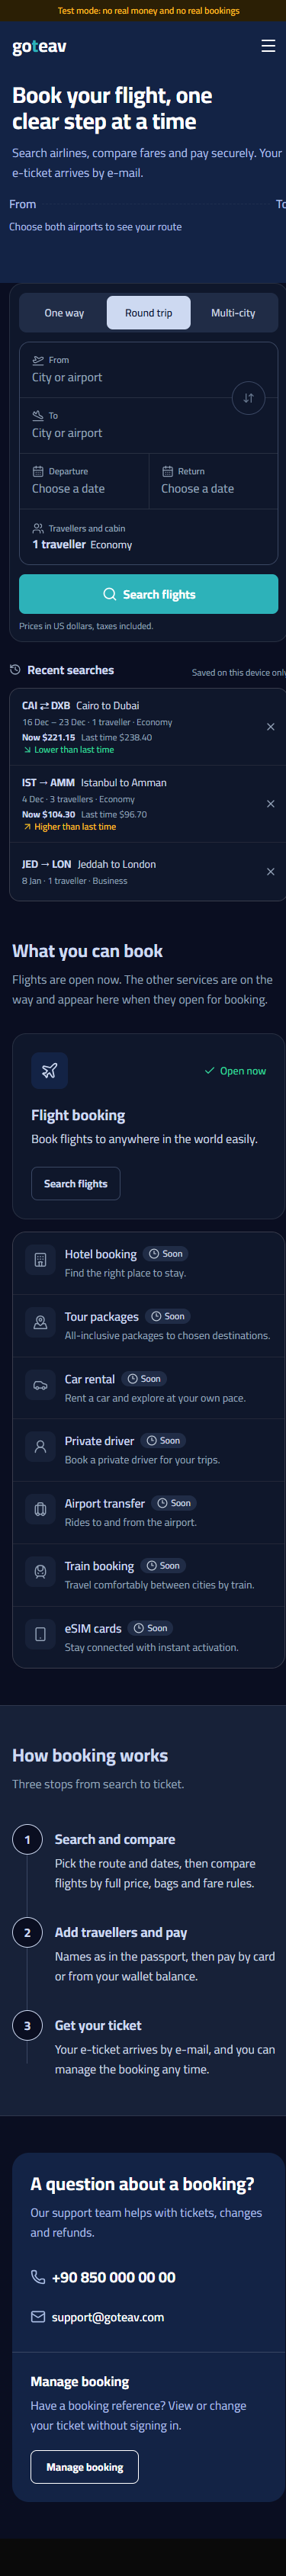 Test mode: no real money and no real bookings
goteav
Book your flight, one
clear step at a time
Search airlines, compare fares and pay securely. Your
e-ticket arrives by e-mail.
From
To
Choose both airports to see your route
One way
Round trip
Multi-city
From
City or airport
To
City or airport
Departure
Choose a date
Return
Choose a date
Travellers and cabin
1 traveller Economy
Search flights
Prices in US dollars, taxes included.
Recent searches
Saved on this device only
CAI ⇄ DXB Cairo to Dubai
16 Dec – 23 Dec · 1 traveller · Economy
Now $221.15 Last time $238.40
↘ Lower than last time
IST → AMM Istanbul to Amman
4 Dec · 3 travellers · Economy
Now $104.30 Last time $96.70
↗ Higher than last time
JED → LON Jeddah to London
8 Jan · 1 traveller · Business
What you can book
Flights are open now. The other services are on the
way and appear here when they open for booking.
Open now
Flight booking
Book flights to anywhere in the world easily.
Search flights
Hotel booking Soon
Find the right place to stay.
Tour packages Soon
All-inclusive packages to chosen destinations.
Car rental Soon
Rent a car and explore at your own pace.
Private driver Soon
Book a private driver for your trips.
Airport transfer Soon
Rides to and from the airport.
Train booking Soon
Travel comfortably between cities by train.
eSIM cards Soon
Stay connected with instant activation.
How booking works
Three stops from search to ticket.
1
Search and compare
Pick the route and dates, then compare
flights by full price, bags and fare rules.
2
Add travellers and pay
Names as in the passport, then pay by card
or from your wallet balance.
3
Get your ticket
Your e-ticket arrives by e-mail, and you can
manage the booking any time.
A question about a booking?
Our support team helps with tickets, changes
and refunds.
+90 850 000 00 00
support@goteav.com
Manage booking
Have a booking reference? View or change
your ticket without signing in.
Manage booking